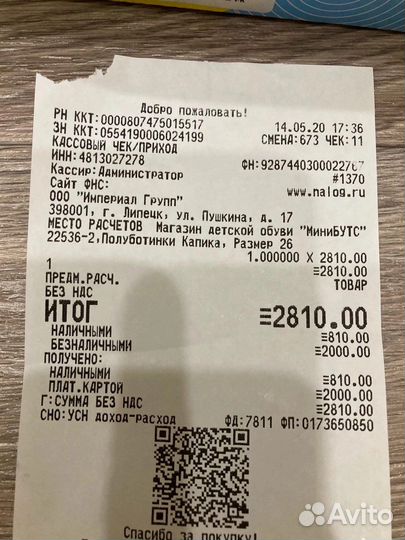 Добро пожаловать!
РН ККТ:0000807475015517 14.05.20 17:36
ЗН ККТ:0554190006024199 СМЕНА:673 ЧЕК:11
КАССОВЫЙ ЧЕК/ПРИХОД
ИНН:4813027278 ФН:9287440300022767
Кассир:Администратор #1370
Сайт ФНС: www.nalog.ru
ООО "Империал Групп"
398001, г. Липецк, ул. Пушкина, д. 17
МЕСТО РАСЧЕТОВ Магазин детской обуви "МиниБУТС"
22536-2,Полуботинки Капика, Размер 26
1.000000 X 2810.00
1 ≡2810.00
ПРЕДМ.РАСЧ. ТОВАР
БЕЗ НДС
ИТОГ ≡2810.00
НАЛИЧНЫМИ ≡810.00
БЕЗНАЛИЧНЫМИ ≡2000.00
ПОЛУЧЕНО:
НАЛИЧНЫМИ ≡810.00
ПЛАТ.КАРТОЙ ≡2000.00
Г:СУММА БЕЗ НДС ≡2810.00
СНО:УСН доход-расход ФД:7811 ФП:0173650850
Спасибо за покупку!
Avito